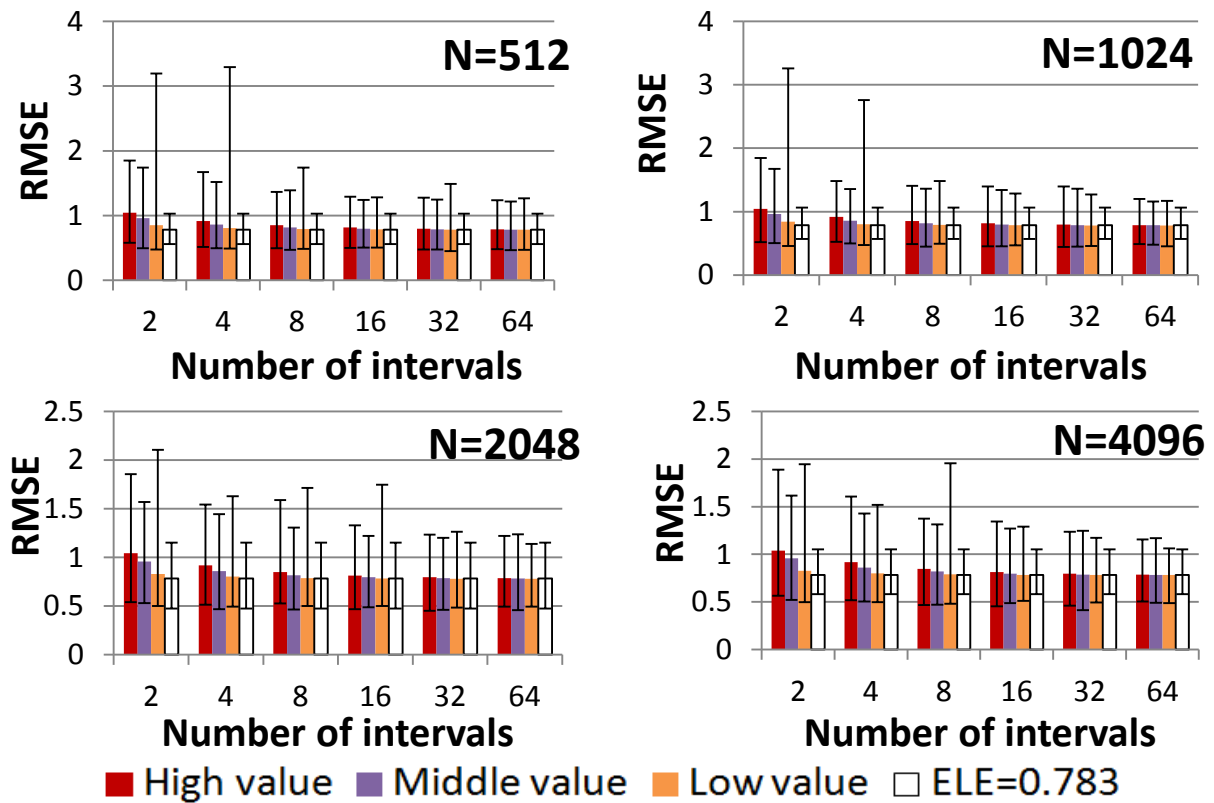 4
3
2
1
0
RMSE
N=512
2 4 8 16 32 64
Number of intervals
4
3
2
1
0
RMSE
N=1024
2 4 8 16 32 64
Number of intervals
2.5
2
1.5
1
0.5
0
RMSE
N=2048
2 4 8 16 32 64
Number of intervals
2.5
2
1.5
1
0.5
0
RMSE
N=4096
2 4 8 16 32 64
Number of intervals
High value Middle value Low value ELE=0.783